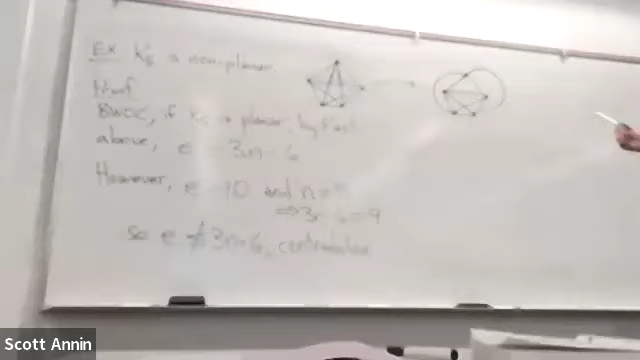 EX K5 is non-planar
Proof
BWOC, if K5 is planar, by Fact
above, e 3n - 6
However, e = 10 and n = 5
⇒ 3n - 6 = 9
so e ≰ 3n-6, contradiction
Scott Annin